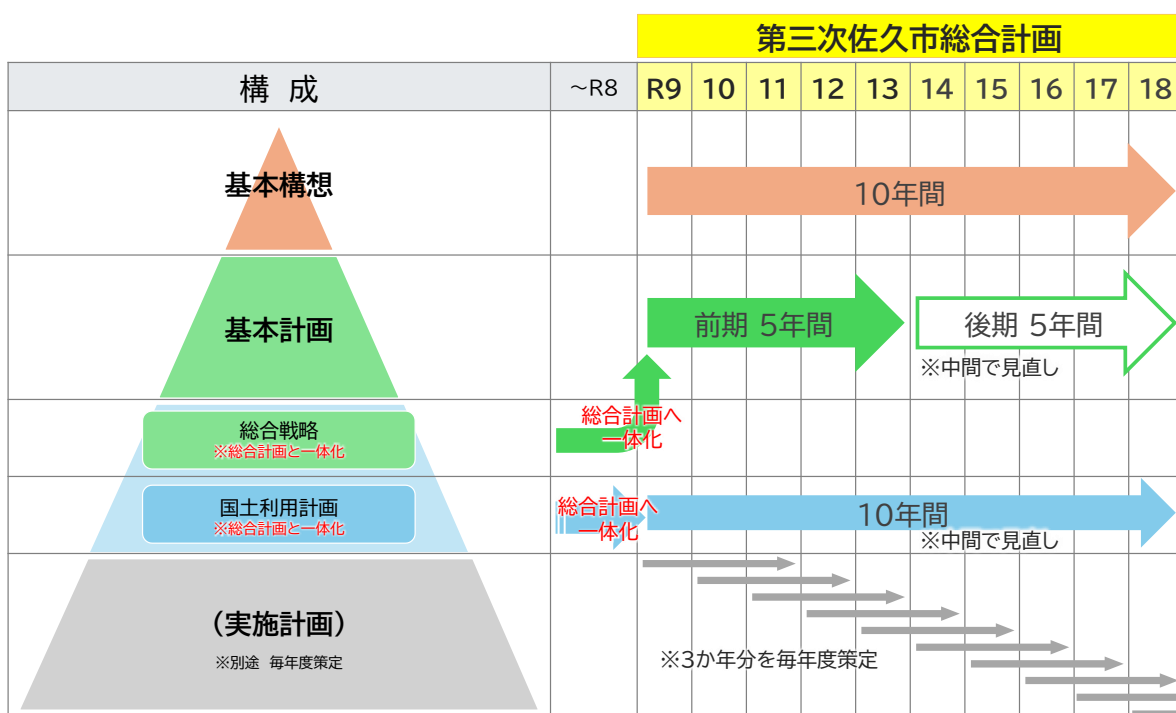 第三次佐久市総合計画
構 成
～R8
R9 10 11 12 13 14 15 16 17 18
基本構想
10年間
基本計画
前期 5年間
後期 5年間
※中間で見直し
総合戦略
※総合計画と一体化
総合計画へ
一体化
国土利用計画
※総合計画と一体化
総合計画へ
一体化
10年間
※中間で見直し
(実施計画)
※別途 毎年度策定
※3か年分を毎年度策定